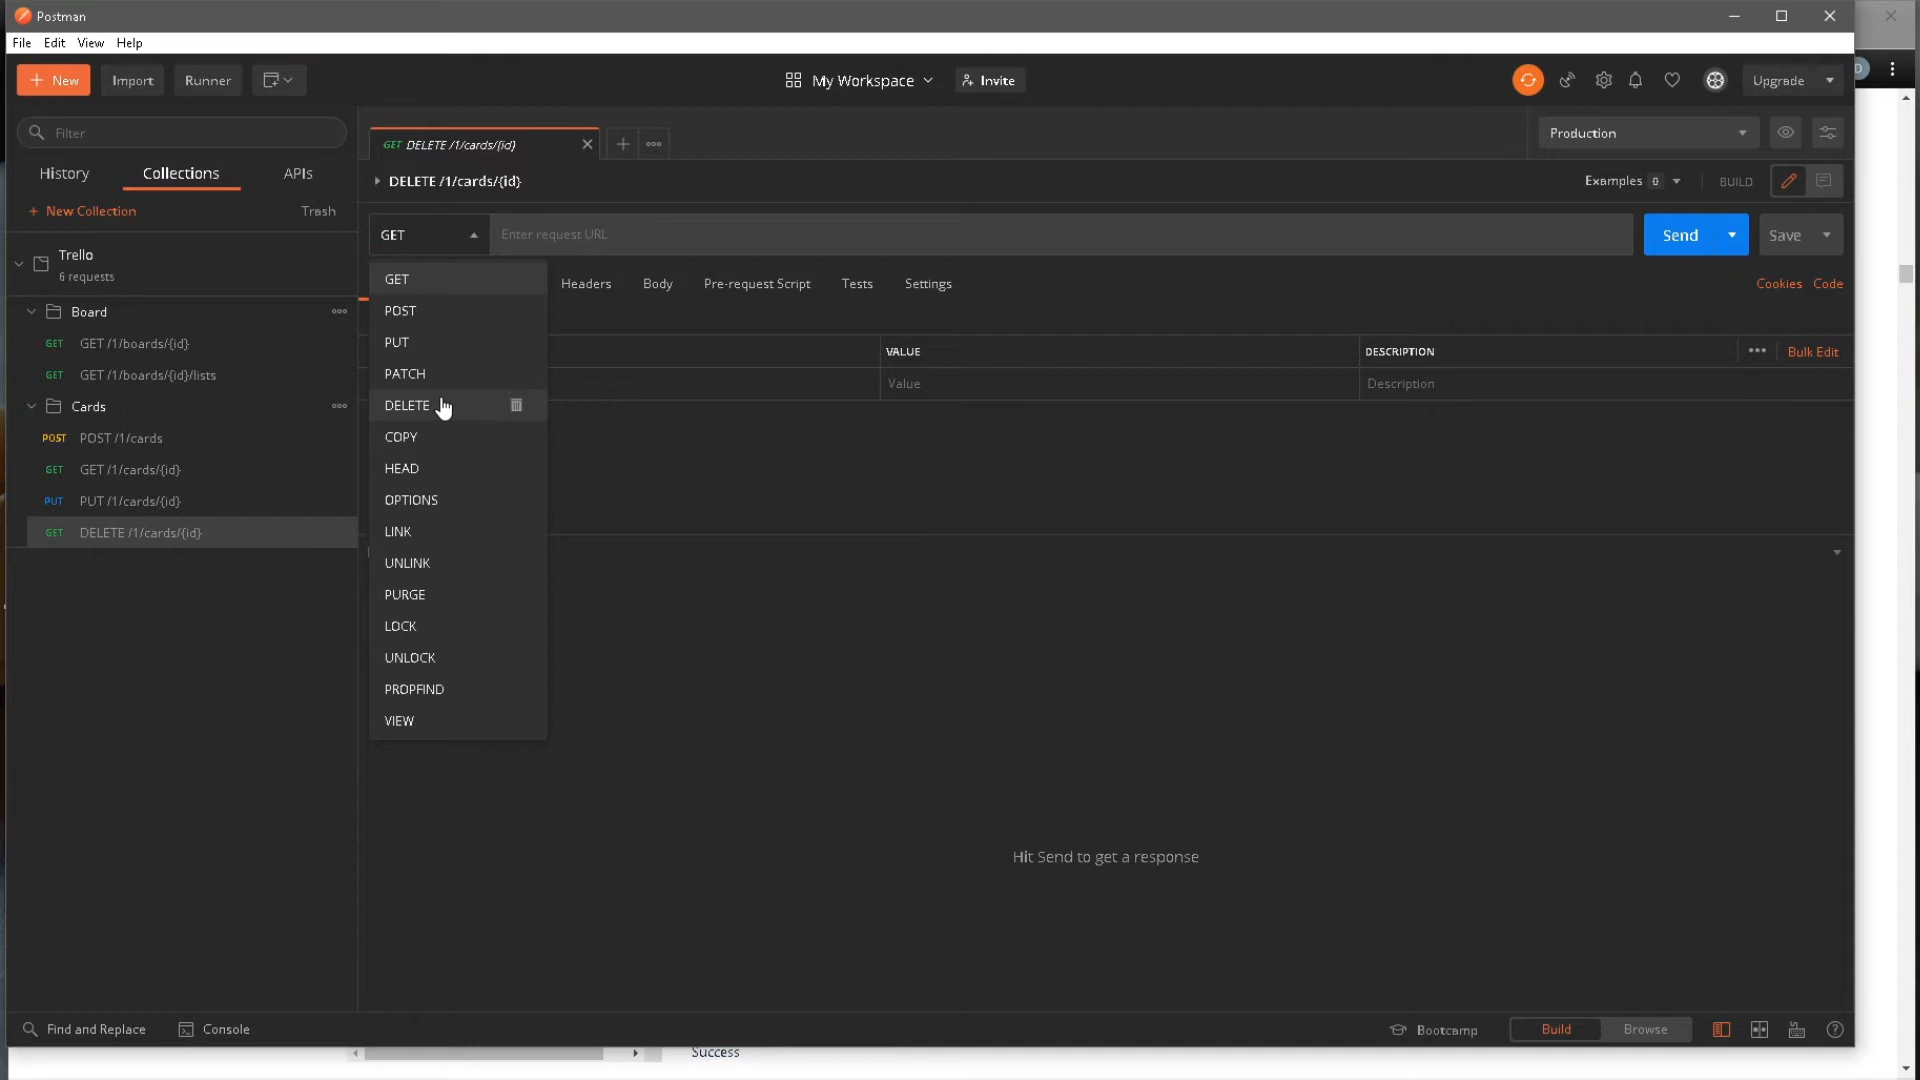 Postman
File Edit View Help
+ New Import Runner My Workspace Invite Upgrade
Filter
GET DELETE /1/cards/{id}
Production
History Collections APIs
DELETE /1/cards/{id} Examples 0 BUILD
+ New Collection Trash
GET Enter request URL Send Save
Trello
6 requests
GET
Headers Body Pre-request Script Tests Settings Cookies Code
Board
POST
GET GET /1/boards/{id}
PUT
VALUE DESCRIPTION Bulk Edit
GET GET /1/boards/{id}/lists
PATCH
Value Description
Cards
DELETE
POST POST /1/cards
COPY
GET GET /1/cards/{id}
HEAD
PUT PUT /1/cards/{id}
OPTIONS
GET DELETE /1/cards/{id}
LINK
UNLINK
PURGE
LOCK
UNLOCK
PROPFIND
VIEW
Hit Send to get a response
Find and Replace Console Bootcamp Build Browse
Success